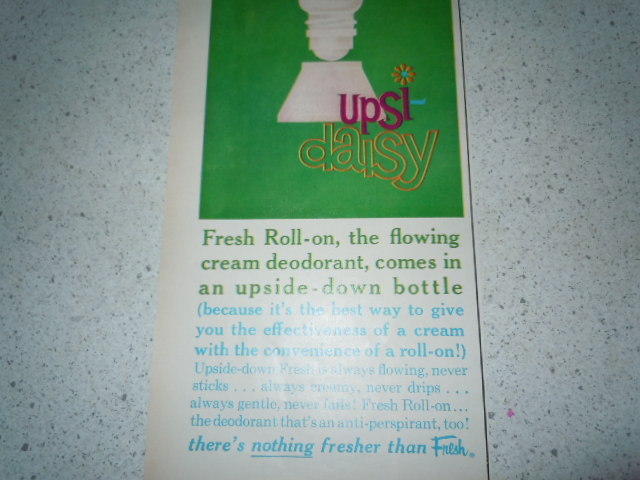 upsi-
daisy
Fresh Roll-on, the flowing
cream deodorant, comes in
an upside-down bottle
(because it's the best way to give
you the effectiveness of a cream
with the convenience of a roll-on!)
Upside-down Fresh is always flowing, never
sticks . . . always creamy, never drips . . .
always gentle, never fails! Fresh Roll-on...
the deodorant that's an anti-perspirant, too!
there's nothing fresher than Fresh®